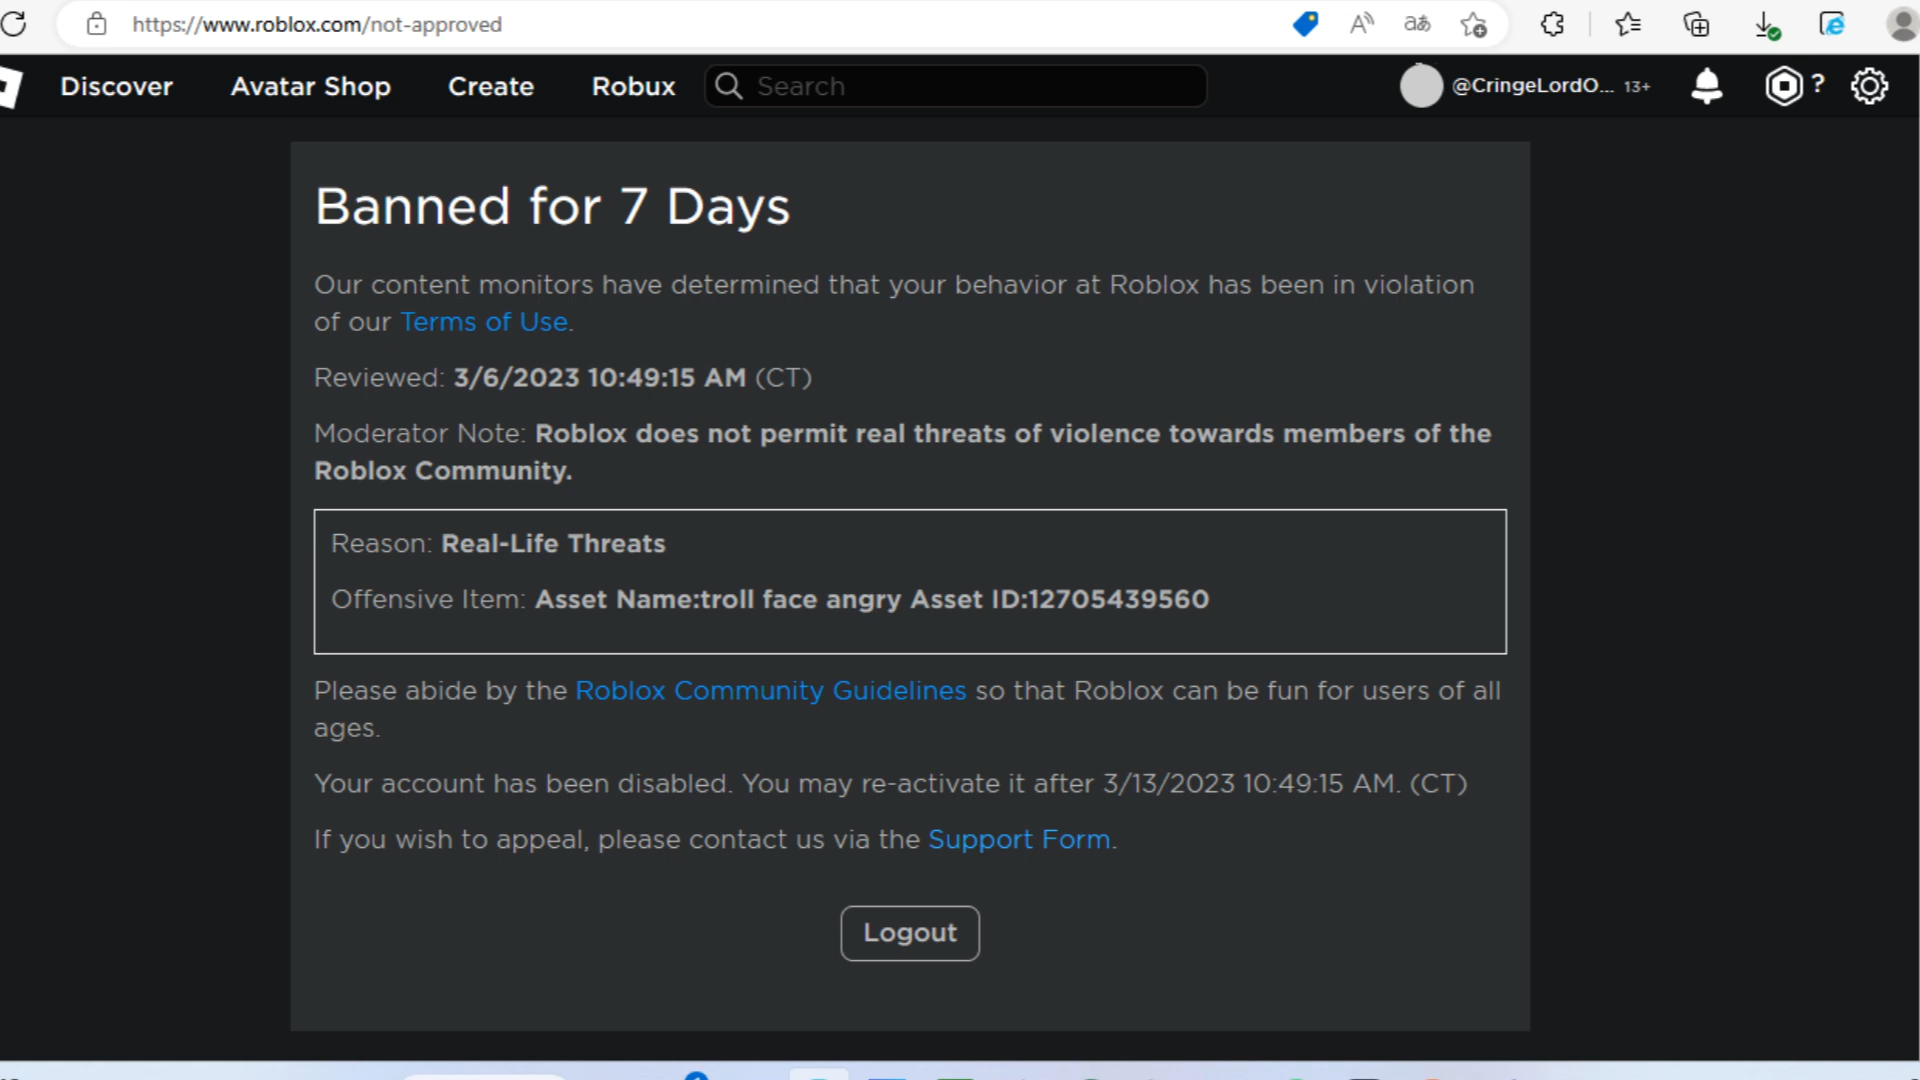 https://www.roblox.com/not-approved
Discover Avatar Shop Create Robux Search @CringeLordO... 13+ ?
Banned for 7 Days
Our content monitors have determined that your behavior at Roblox has been in violation
of our Terms of Use.
Reviewed: 3/6/2023 10:49:15 AM (CT)
Moderator Note: Roblox does not permit real threats of violence towards members of the
Roblox Community.
Reason: Real-Life Threats
Offensive Item: Asset Name:troll face angry Asset ID:12705439560
Please abide by the Roblox Community Guidelines so that Roblox can be fun for users of all
ages.
Your account has been disabled. You may re-activate it after 3/13/2023 10:49:15 AM. (CT)
If you wish to appeal, please contact us via the Support Form.
Logout